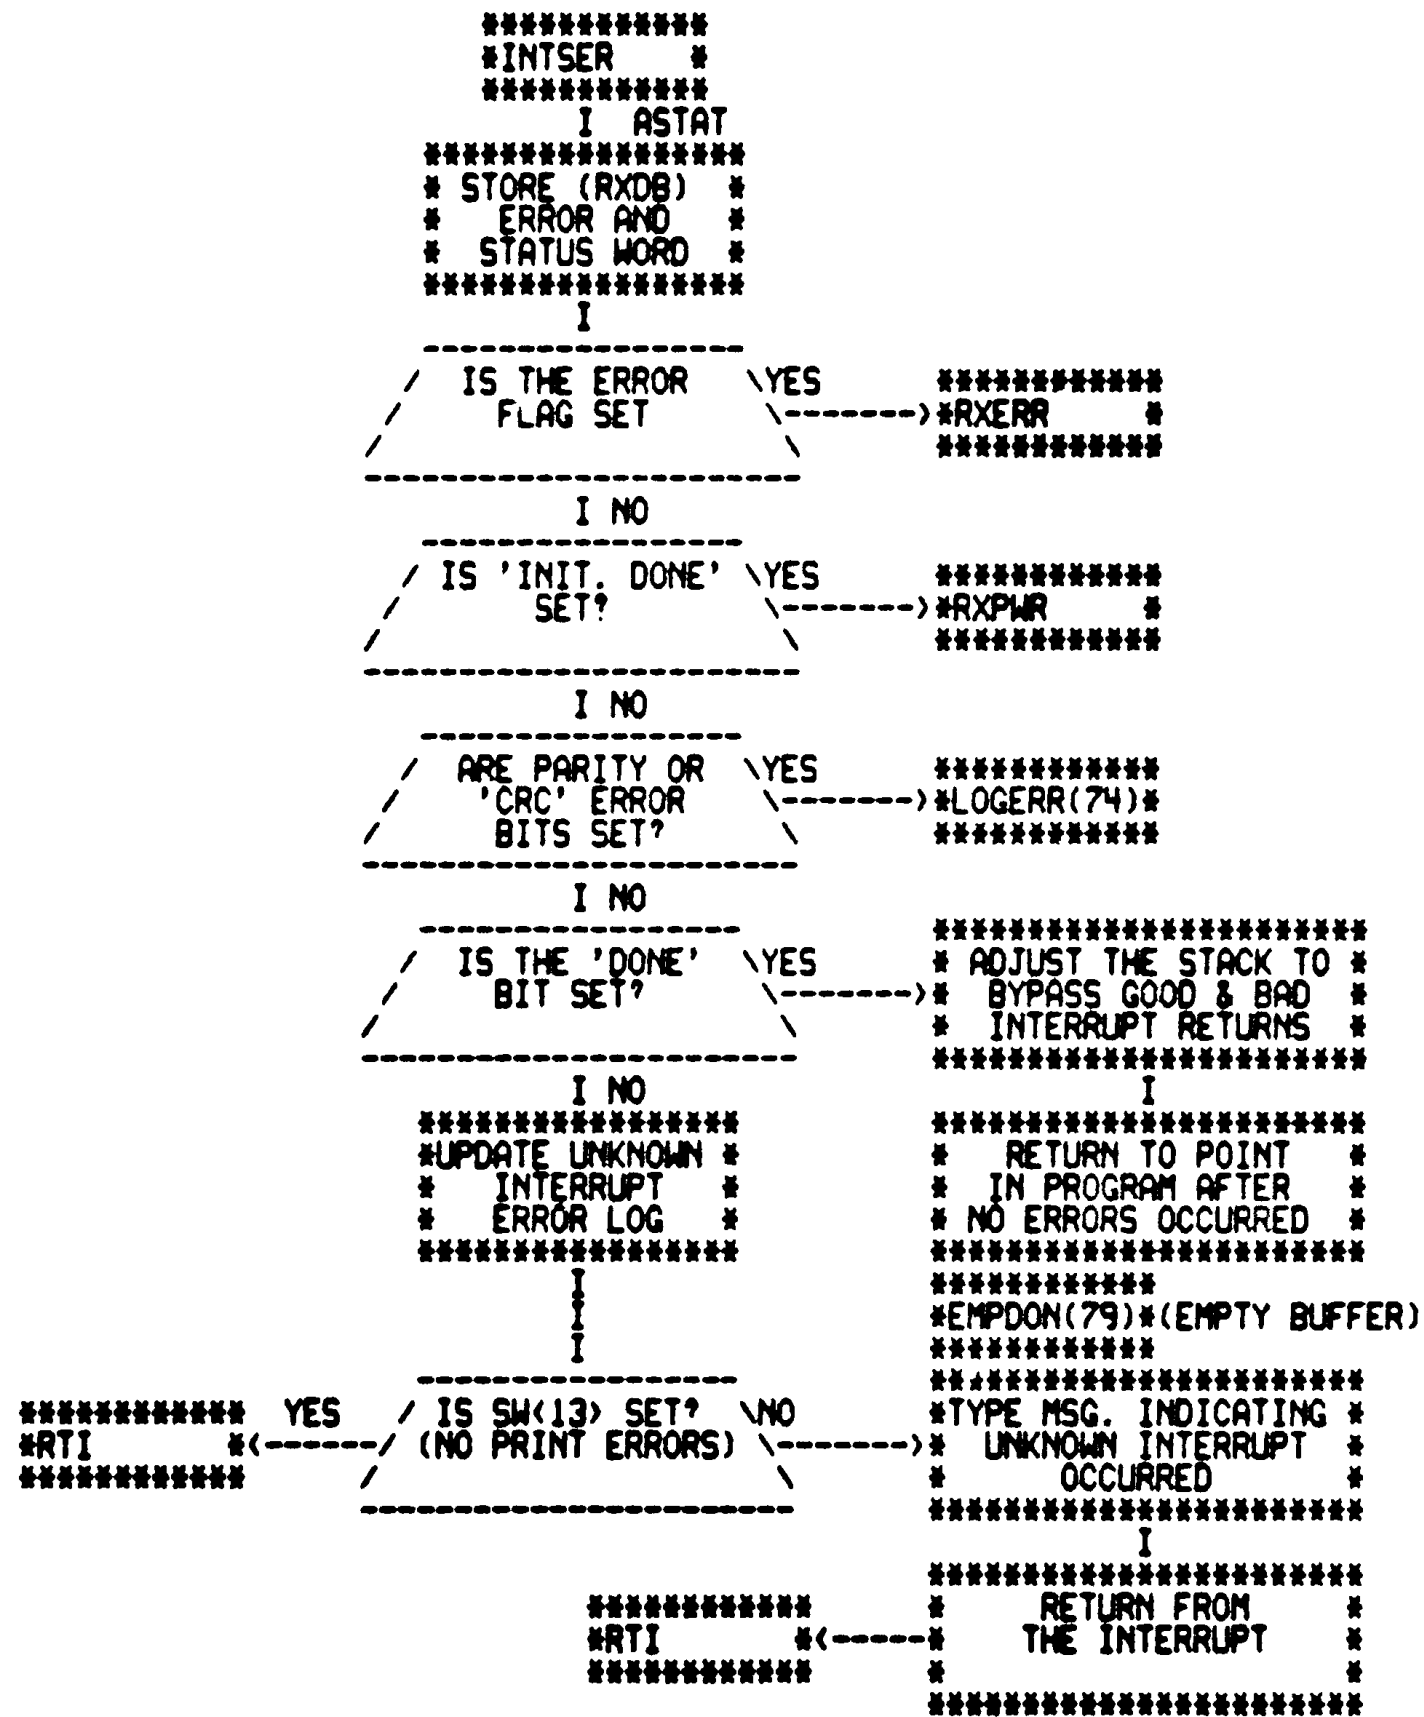 ************
*INTSER    *
************
I ASTAT
*****************
* STORE (RXDB) *
* ERROR AND *
* STATUS WORD *
*****************
I
-----------------
/ IS THE ERROR \YES
/ FLAG SET \------->
/ \
-----------------------
************
*RXERR *
************
I NO
-----------------
/ IS 'INIT. DONE' \YES
/ SET? \------->
/ \
-----------------------
************
*RXPWR *
************
I NO
-----------------
/ ARE PARITY OR \YES
/ 'CRC' ERROR \------->
/ BITS SET? \
-----------------------
************
*LOGERR(74)*
************
I NO
-----------------
/ IS THE 'DONE' \YES
/ BIT SET? \------->
/ \
-----------------------
***********************
* ADJUST THE STACK TO *
* BYPASS GOOD & BAD *
* INTERRUPT RETURNS *
***********************
I
***********************
* RETURN TO POINT *
* IN PROGRAM AFTER *
* NO ERRORS OCCURRED *
***********************
************
*EMPDON(79)*(EMPTY BUFFER)
************
I NO
*****************
*UPDATE UNKNOWN *
* INTERRUPT *
* ERROR LOG *
*****************
I
I
I
-----------------
/ IS SW<13> SET? \NO
/(NO PRINT ERRORS) \------->
/ \
-----------------------
************ YES
*RTI *<------
************
***********************
*TYPE MSG. INDICATING *
* UNKNOWN INTERRUPT *
* OCCURRED *
***********************
I
***********************
* RETURN FROM *
* THE INTERRUPT *
* *
***********************
************
*RTI *<-----
************